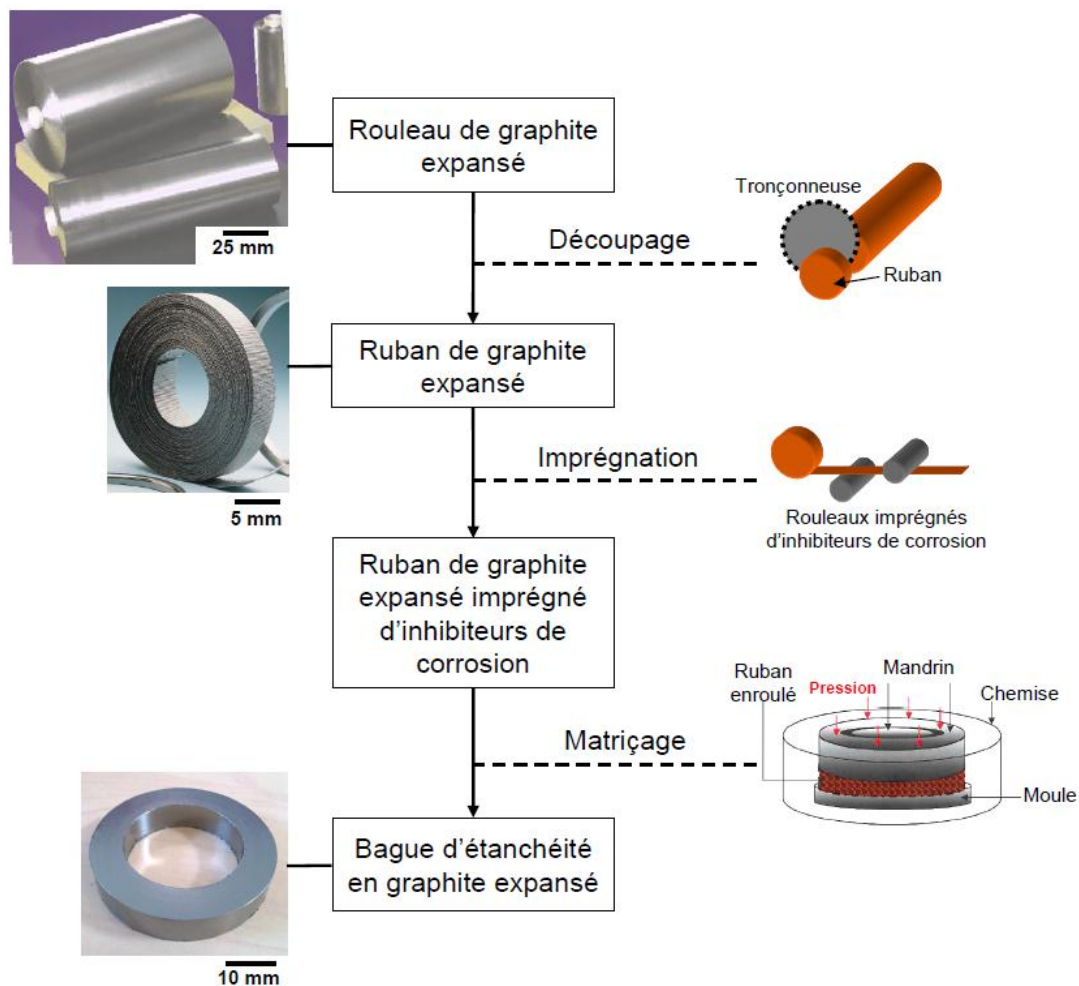 Rouleau de graphite
expansé
25 mm
Tronçonneuse
Découpage
Ruban
Ruban de graphite
expansé
5 mm
Imprégnation
Rouleaux imprégnés
d'inhibiteurs de corrosion
Ruban de graphite
expansé imprégné
d'inhibiteurs de
corrosion
Ruban
enroulé
Pression
Mandrin
Chemise
Matriçage
Moule
Bague d'étanchéité
en graphite expansé
10 mm